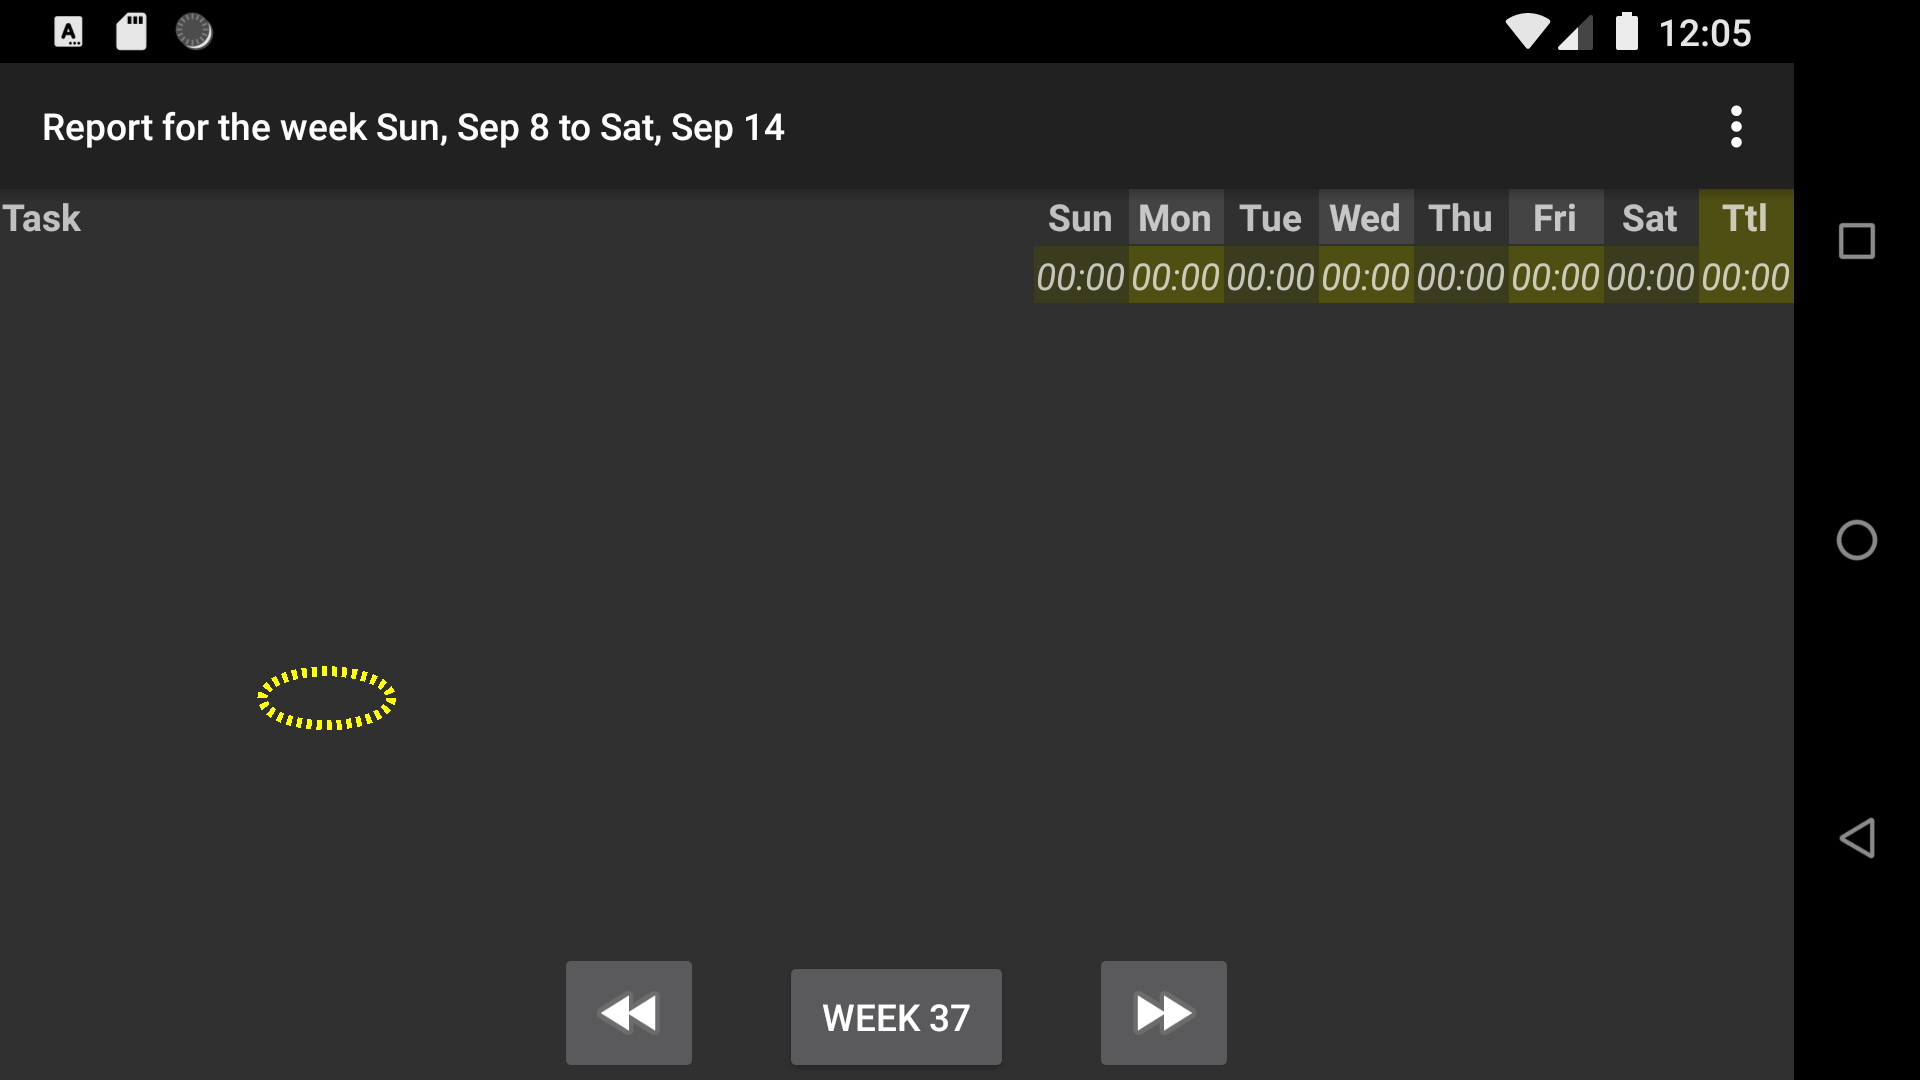 12:05
Report for the week Sun, Sep 8 to Sat, Sep 14
Task Sun Mon Tue Wed Thu Fri Sat Ttl
00:00 00:00 00:00 00:00 00:00 00:00 00:00 00:00
WEEK 37